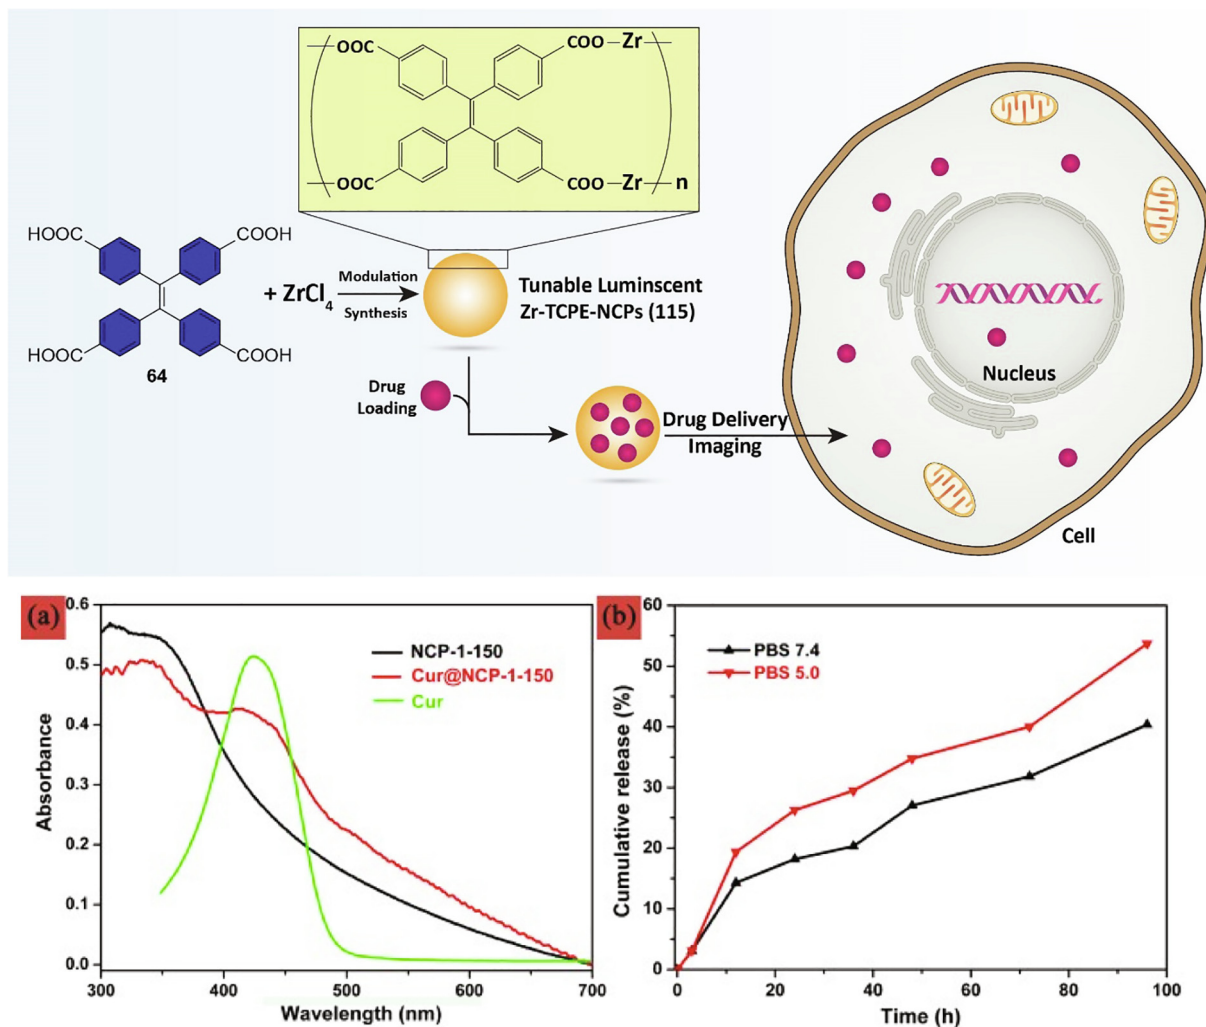 OOC
COO
Zr
OOC
COO
Zr
n
HOOC
COOH
HOOC
COOH
64
+ ZrCl4
Modulation
Synthesis
Tunable Luminscent
Zr-TCPE-NCPs (115)
Drug
Loading
Drug Delivery
Imaging
Nucleus
Cell
(a)
0.6
0.5
0.4
0.3
0.2
0.1
0.0
Absorbance
NCP-1-150
Cur@NCP-1-150
Cur
300
400
500
600
700
Wavelength (nm)
(b)
60
50
40
30
20
10
0
Cumulative release (%)
PBS 7.4
PBS 5.0
0
20
40
60
80
100
Time (h)